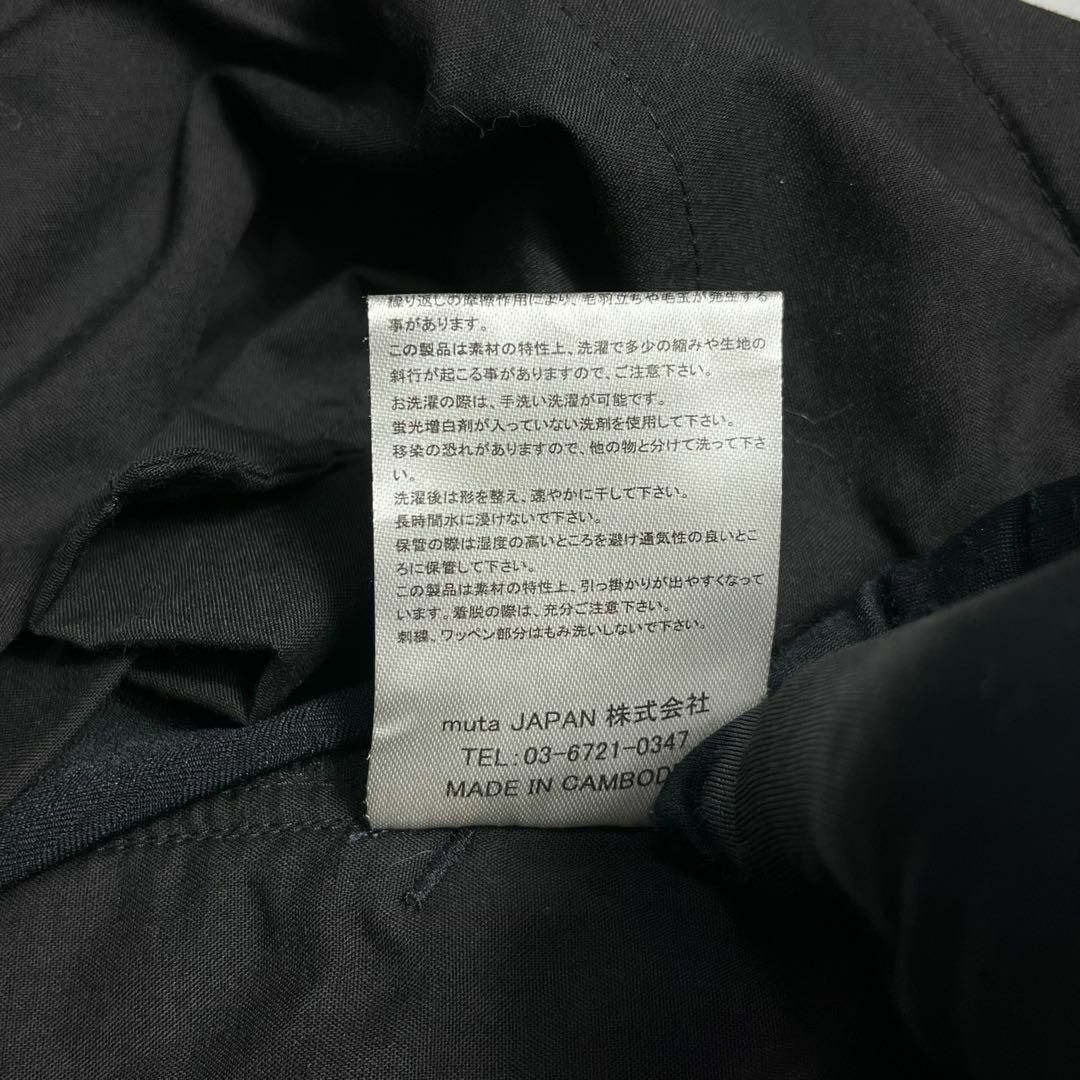 繰り返しの摩擦作用により、毛羽立ちや毛玉が発生する
事があります。
この製品は素材の特性上、洗濯で多少の縮みや生地の
斜行が起こる事がありますので、ご注意下さい。
お洗濯の際は、手洗い洗濯が可能です。
蛍光増白剤が入っていない洗剤を使用して下さい。
移染の恐れがありますので、他の物と分けて洗って下さ
い。
洗濯後は形を整え、速やかに干して下さい。
長時間水に浸けないで下さい。
保管の際は湿度の高いところを避け通気性の良いとこ
ろに保管して下さい。
この製品は素材の特性上、引っ掛かりが出やすくなって
います。着脱の際は、充分ご注意下さい。
刺繍、ワッペン部分はもみ洗いしないで下さい。
muta JAPAN 株式会社
TEL: 03-6721-0347
MADE IN CAMBOD